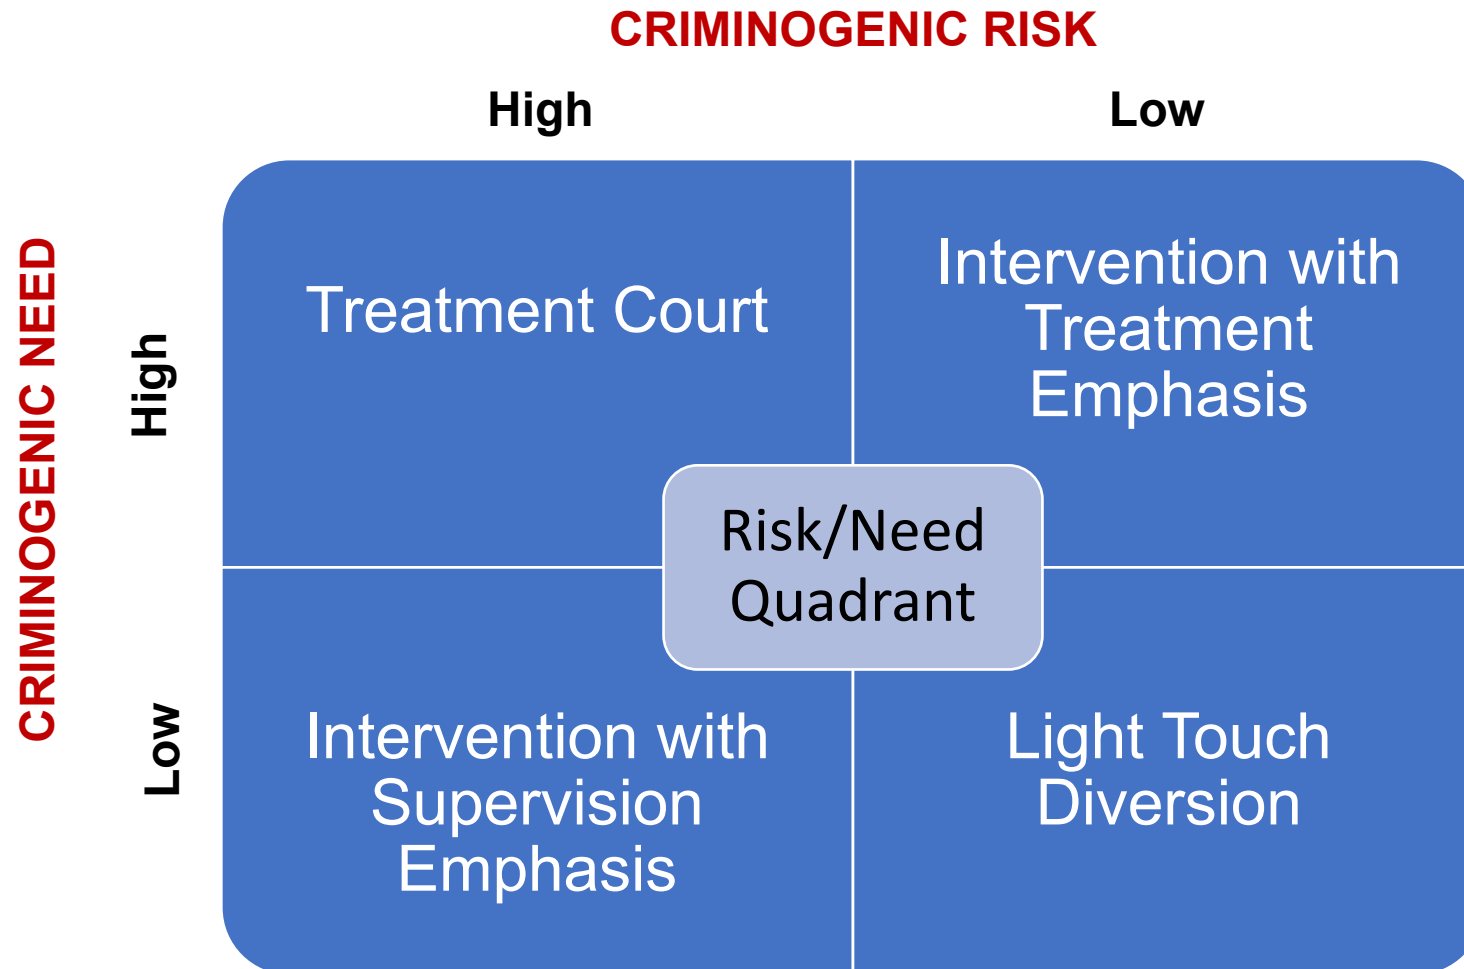 CRIMINOGENIC RISK
High
Low
CRIMINOGENIC NEED
High
Treatment Court
Intervention with
Treatment
Emphasis
Risk/Need
Quadrant
Low
Intervention with
Supervision
Emphasis
Light Touch
Diversion